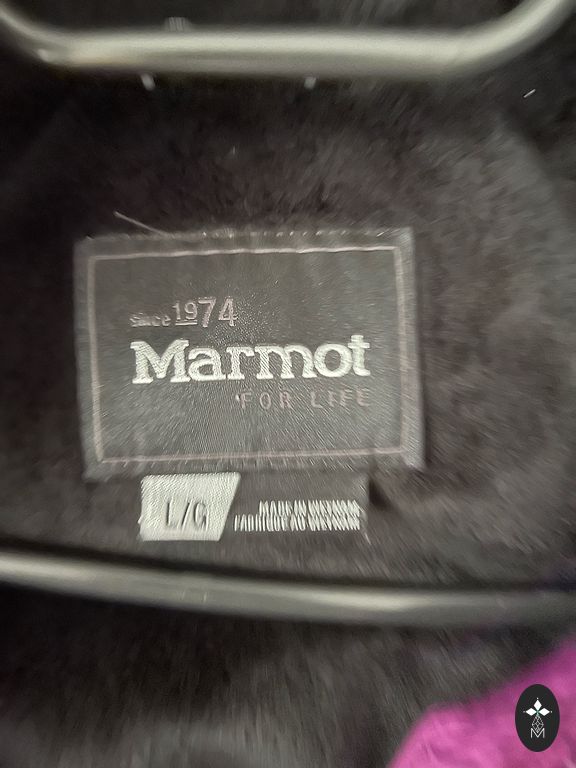 since 1974
Marmot
FOR LIFE
L/G
MADE IN VIETNAM
FABRIQUÉ AU VIETNAM
M